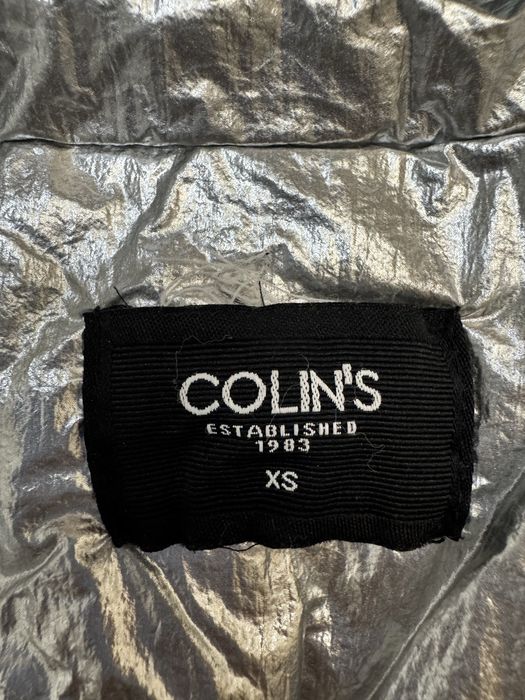 COLIN'S
ESTABLISHED
1983
XS